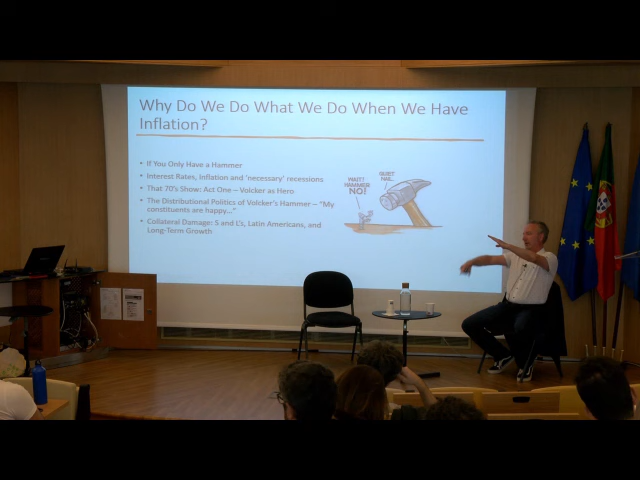 Why Do We Do What We Do When We Have
Inflation?
• If You Only Have a Hammer
• Interest Rates, Inflation and 'necessary' recessions
• That 70's Show: Act One – Volcker as Hero
• The Distributional Politics of Volcker's Hammer – "My
constituents are happy..."
• Collateral Damage: S and L's, Latin Americans, and
Long-Term Growth
WAIT!
HAMMER
NO!
QUIET
NAIL.